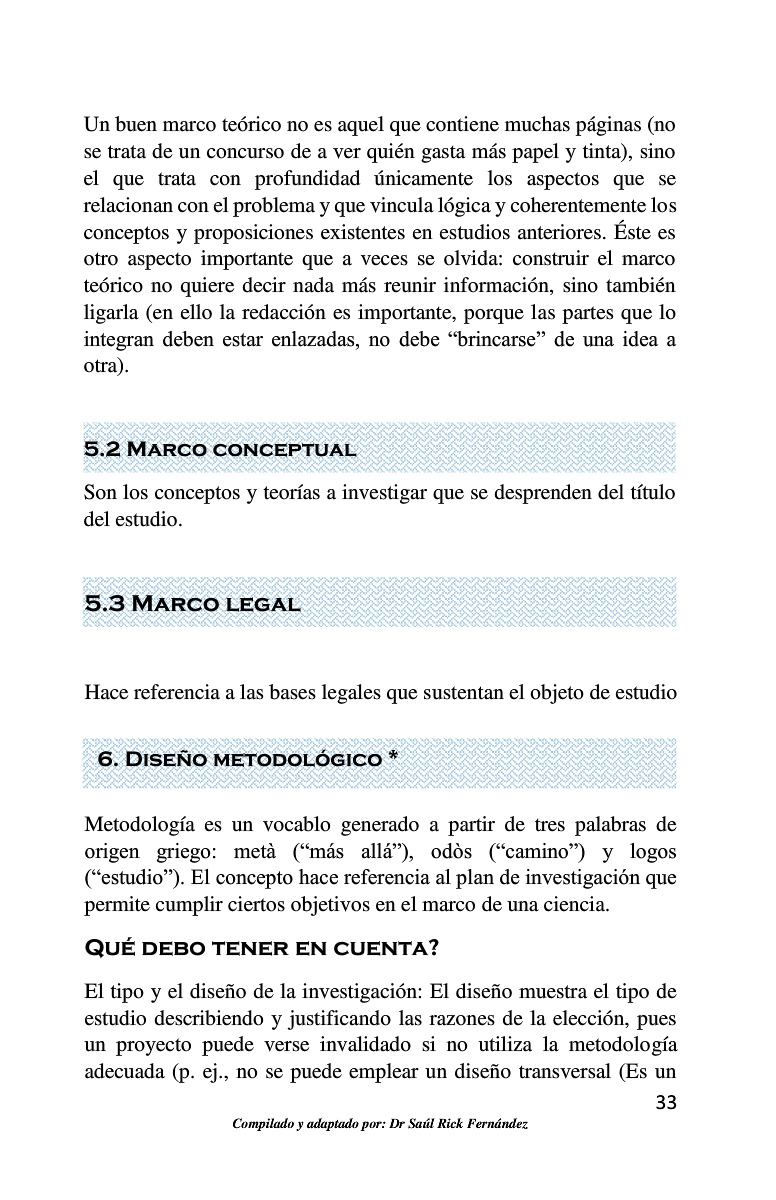 Un buen marco teórico no es aquel que contiene muchas páginas (no
se trata de un concurso de a ver quién gasta más papel y tinta), sino
el que trata con profundidad únicamente los aspectos que se
relacionan con el problema y que vincula lógica y coherentemente los
conceptos y proposiciones existentes en estudios anteriores. Éste es
otro aspecto importante que a veces se olvida: construir el marco
teórico no quiere decir nada más reunir información, sino también
ligarla (en ello la redacción es importante, porque las partes que lo
integran deben estar enlazadas, no debe “brincarse” de una idea a
otra).
5.2 Marco conceptual
Son los conceptos y teorías a investigar que se desprenden del título
del estudio.
5.3 Marco legal
Hace referencia a las bases legales que sustentan el objeto de estudio
6. Diseño metodológico *
Metodología es un vocablo generado a partir de tres palabras de
origen griego: metà (“más allá”), odòs (“camino”) y logos
(“estudio”). El concepto hace referencia al plan de investigación que
permite cumplir ciertos objetivos en el marco de una ciencia.
Qué debo tener en cuenta?
El tipo y el diseño de la investigación: El diseño muestra el tipo de
estudio describiendo y justificando las razones de la elección, pues
un proyecto puede verse invalidado si no utiliza la metodología
adecuada (p. ej., no se puede emplear un diseño transversal (Es un
33
Compilado y adaptado por: Dr Saúl Rick Fernández